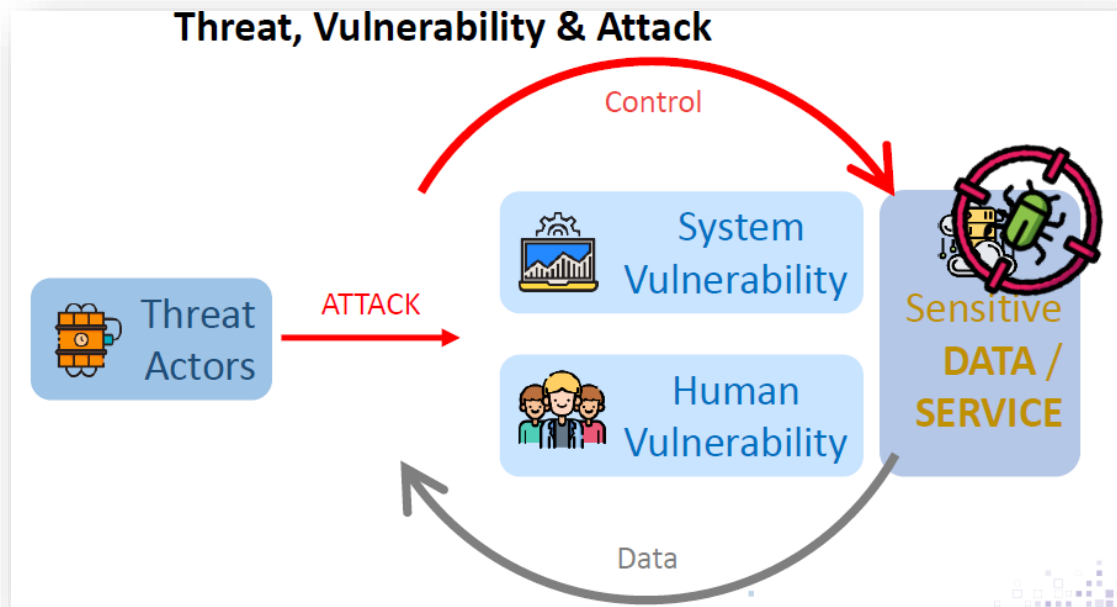 Threat, Vulnerability & Attack
Control
System
Vulnerability
Threat
Actors
ATTACK
Human
Vulnerability
Sensitive
DATA /
SERVICE
Data